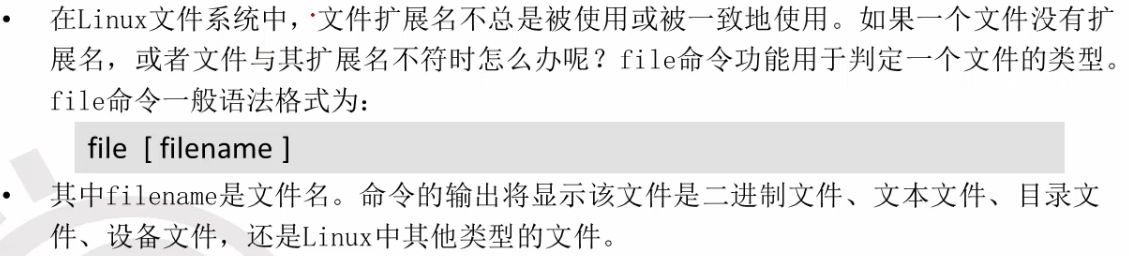 • 在Linux文件系统中，文件扩展名不总是被使用或被一致地使用。如果一个文件没有扩
展名，或者文件与其扩展名不符时怎么办呢？file命令功能用于判定一个文件的类型。
file命令一般语法格式为：
file [ filename ]
• 其中filename是文件名。命令的输出将显示该文件是二进制文件、文本文件、目录文
件、设备文件，还是Linux中其他类型的文件。